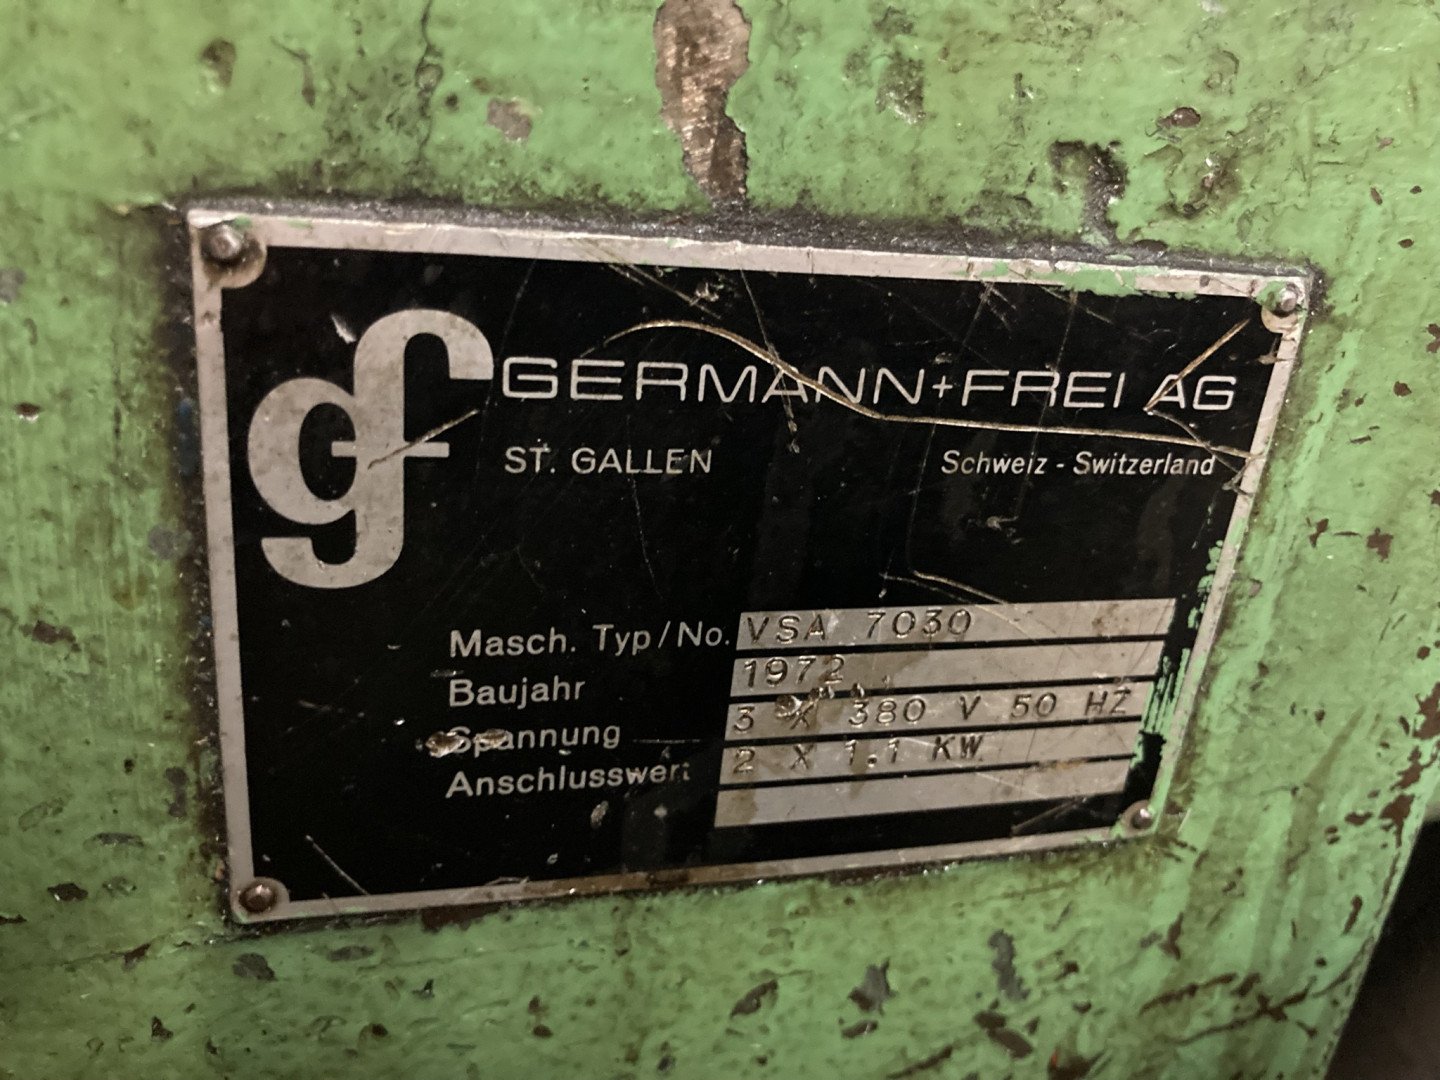 gf GERMANN+FREI AG
ST. GALLEN Schweiz - Switzerland
Masch. Typ/No. VSA 7030
Baujahr 1972
Spannung 3 X 380 V 50 HZ
Anschlusswert 2 X 1.1 KW